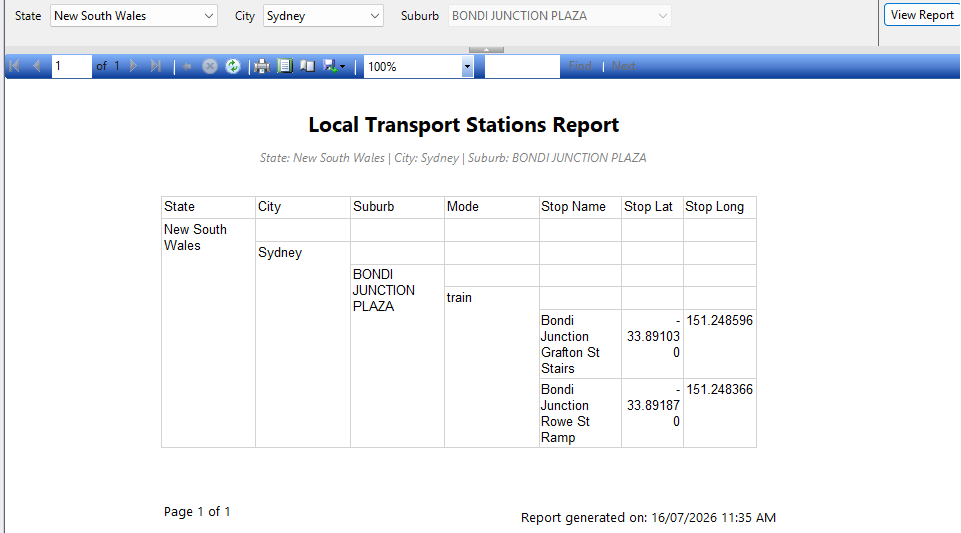 State New South Wales City Sydney Suburb BONDI JUNCTION PLAZA View Report
1 of 1 100% Find | Next
Local Transport Stations Report
State: New South Wales | City: Sydney | Suburb: BONDI JUNCTION PLAZA
State City Suburb Mode Stop Name Stop Lat Stop Long
New South
Wales
Sydney
BONDI
JUNCTION
PLAZA
train
Bondi
Junction
Grafton St
Stairs
-
33.89103
0
151.248596
Bondi
Junction
Rowe St
Ramp
-
33.89187
0
151.248366
Page 1 of 1
Report generated on: 16/07/2026 11:35 AM